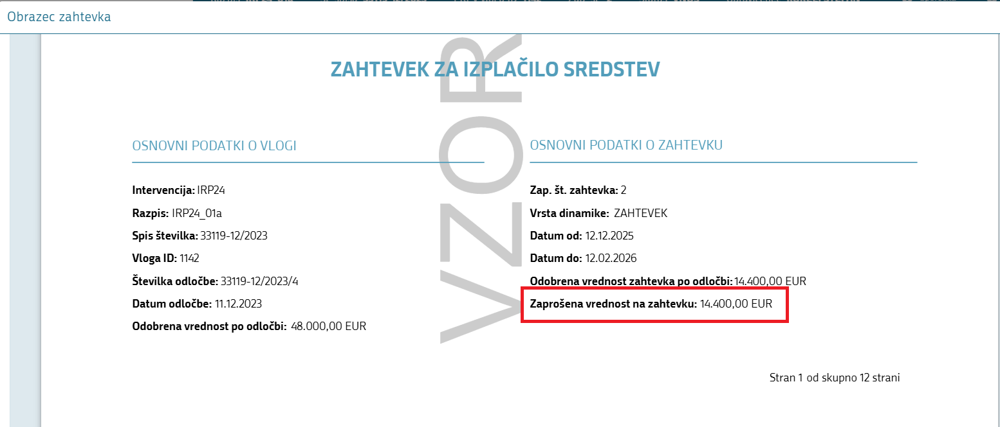 Obrazec zahtevka
ZAHTEVEK ZA IZPLAČILO SREDSTEV
VZOR
OSNOVNI PODATKI O VLOGI
Intervencija: IRP24
Razpis: IRP24_01a
Spis številka: 33119-12/2023
Vloga ID: 1142
Številka odločbe: 33119-12/2023/4
Datum odločbe: 11.12.2023
Odobrena vrednost po odločbi: 48.000,00 EUR
OSNOVNI PODATKI O ZAHTEVKU
Zap. št. zahtevka: 2
Vrsta dinamike: ZAHTEVEK
Datum od: 12.12.2025
Datum do: 12.02.2026
Odobrena vrednost zahtevka po odločbi: 14.400,00 EUR
Zaprošena vrednost na zahtevku: 14.400,00 EUR
Stran 1 od skupno 12 strani